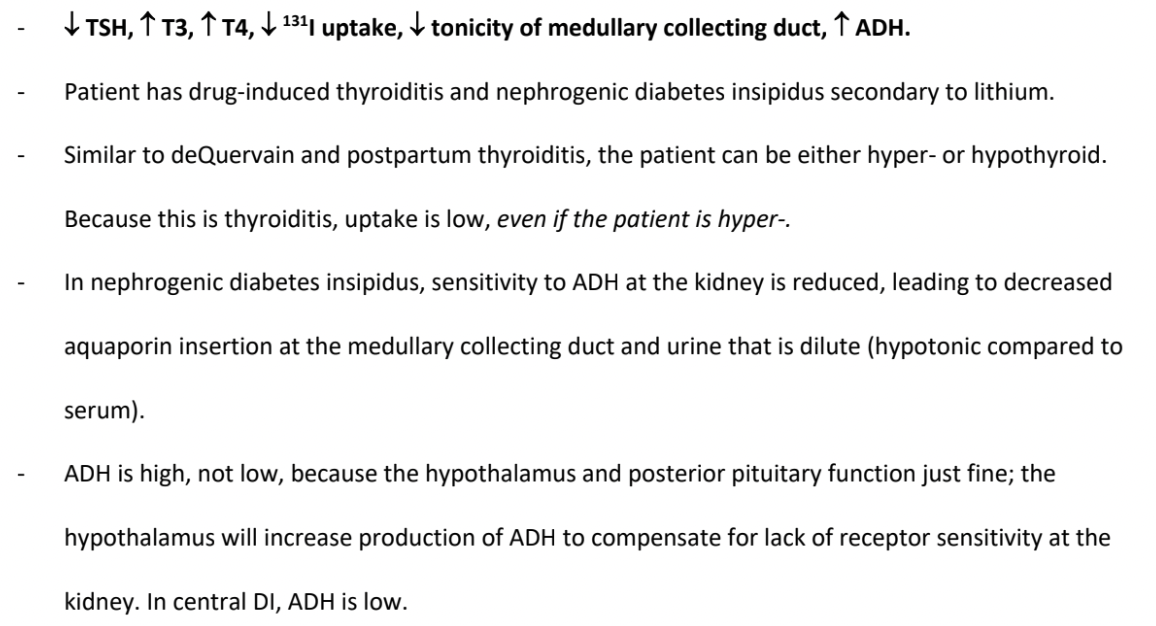 - ↓ TSH, ↑ T3, ↑ T4, ↓ ¹³¹I uptake, ↓ tonicity of medullary collecting duct, ↑ ADH.
- Patient has drug-induced thyroiditis and nephrogenic diabetes insipidus secondary to lithium.
- Similar to deQuervain and postpartum thyroiditis, the patient can be either hyper- or hypothyroid.
Because this is thyroiditis, uptake is low, even if the patient is hyper-.
- In nephrogenic diabetes insipidus, sensitivity to ADH at the kidney is reduced, leading to decreased
aquaporin insertion at the medullary collecting duct and urine that is dilute (hypotonic compared to
serum).
- ADH is high, not low, because the hypothalamus and posterior pituitary function just fine; the
hypothalamus will increase production of ADH to compensate for lack of receptor sensitivity at the
kidney. In central DI, ADH is low.